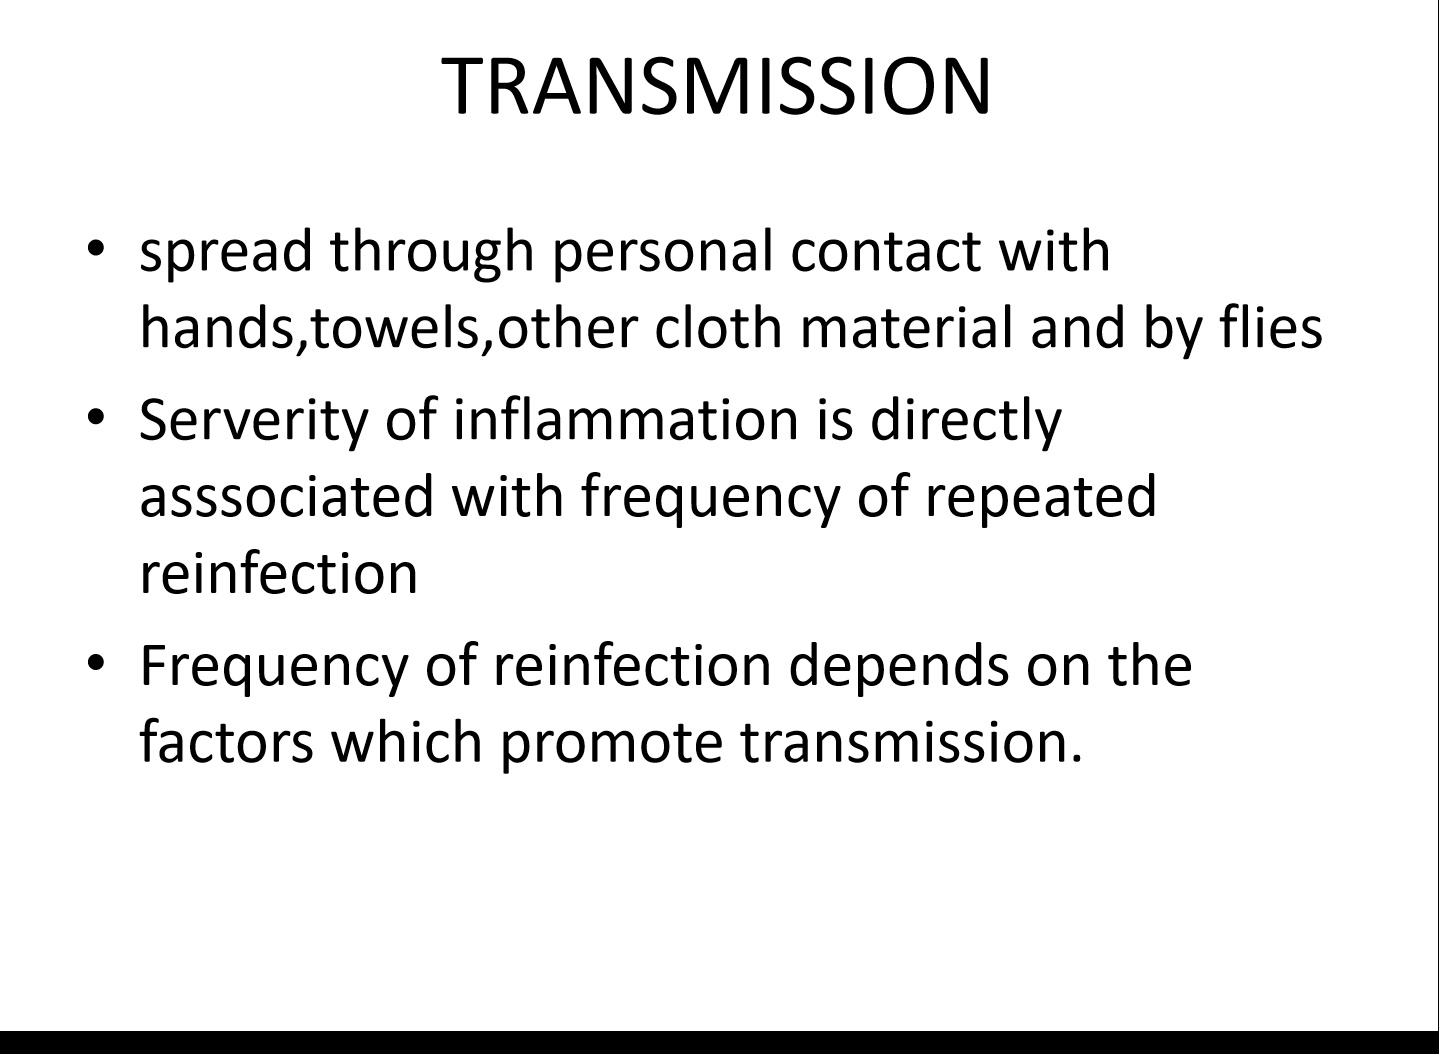 TRANSMISSION
• spread through personal contact with
hands,towels,other cloth material and by flies
• Serverity of inflammation is directly
asssociated with frequency of repeated
reinfection
• Frequency of reinfection depends on the
factors which promote transmission.